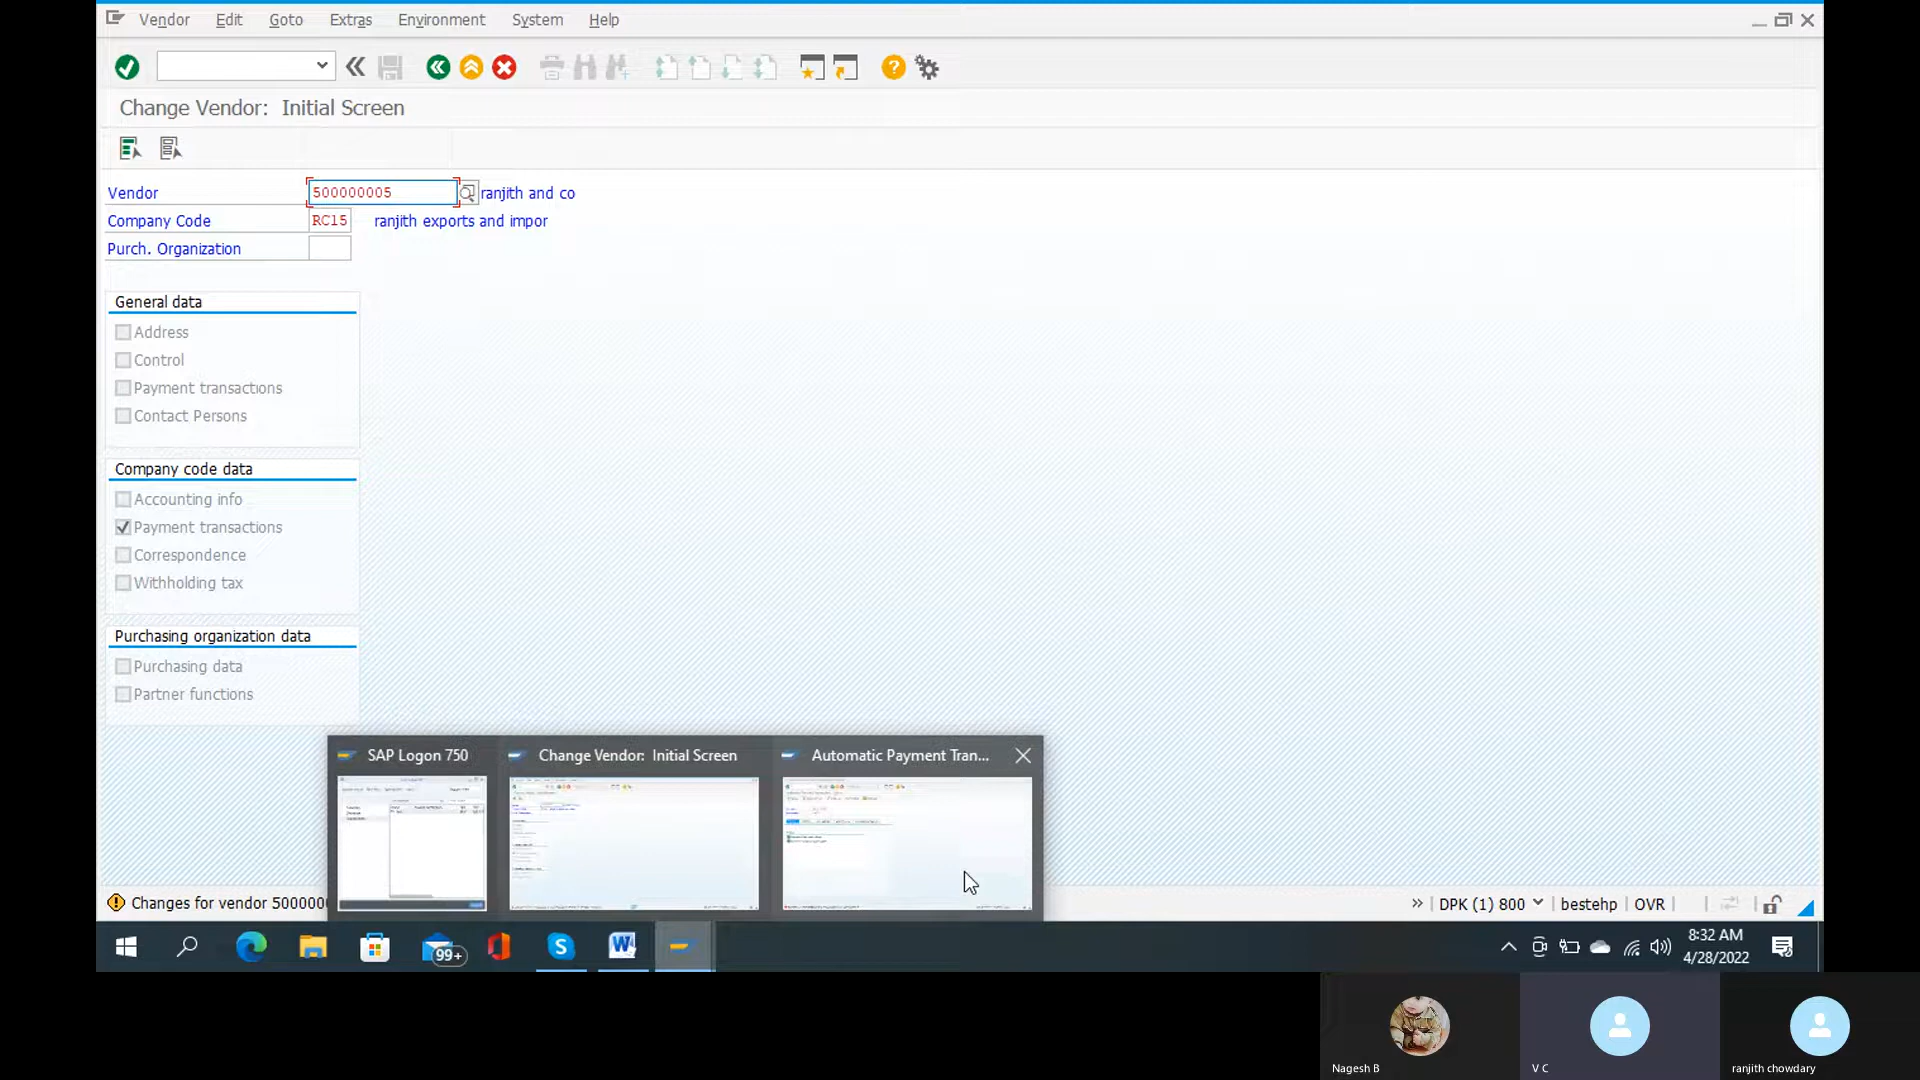 Vendor Edit Goto Extras Environment System Help
Change Vendor: Initial Screen
Vendor 500000005 ranjith and co
Company Code RC15 ranjith exports and impor
Purch. Organization
General data
Address
Control
Payment transactions
Contact Persons
Company code data
Accounting info
Payment transactions
Correspondence
Withholding tax
Purchasing organization data
Purchasing data
Partner functions
SAP Logon 750 Change Vendor: Initial Screen Automatic Payment Tran...
Changes for vendor 500000 DPK (1) 800 bestehp OVR
99+ 8:32 AM
4/28/2022
Nagesh B V C ranjith chowdary